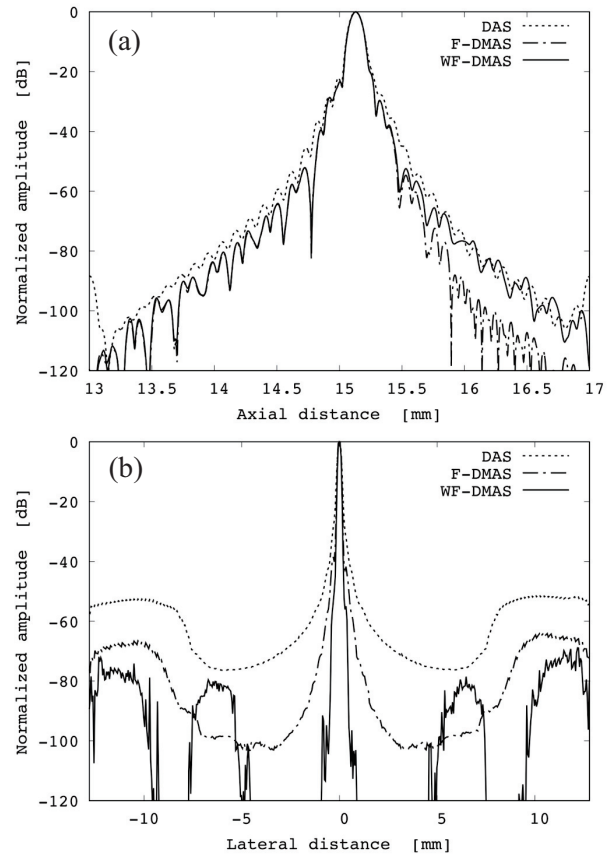 (a)
DAS
F-DMAS
WF-DMAS
0
-20
-40
-60
-80
-100
-120
Normalized amplitude [dB]
13 13.5 14 14.5 15 15.5 16 16.5 17
Axial distance [mm]
(b)
DAS
F-DMAS
WF-DMAS
0
-20
-40
-60
-80
-100
-120
Normalized amplitude [dB]
-10 -5 0 5 10
Lateral distance [mm]